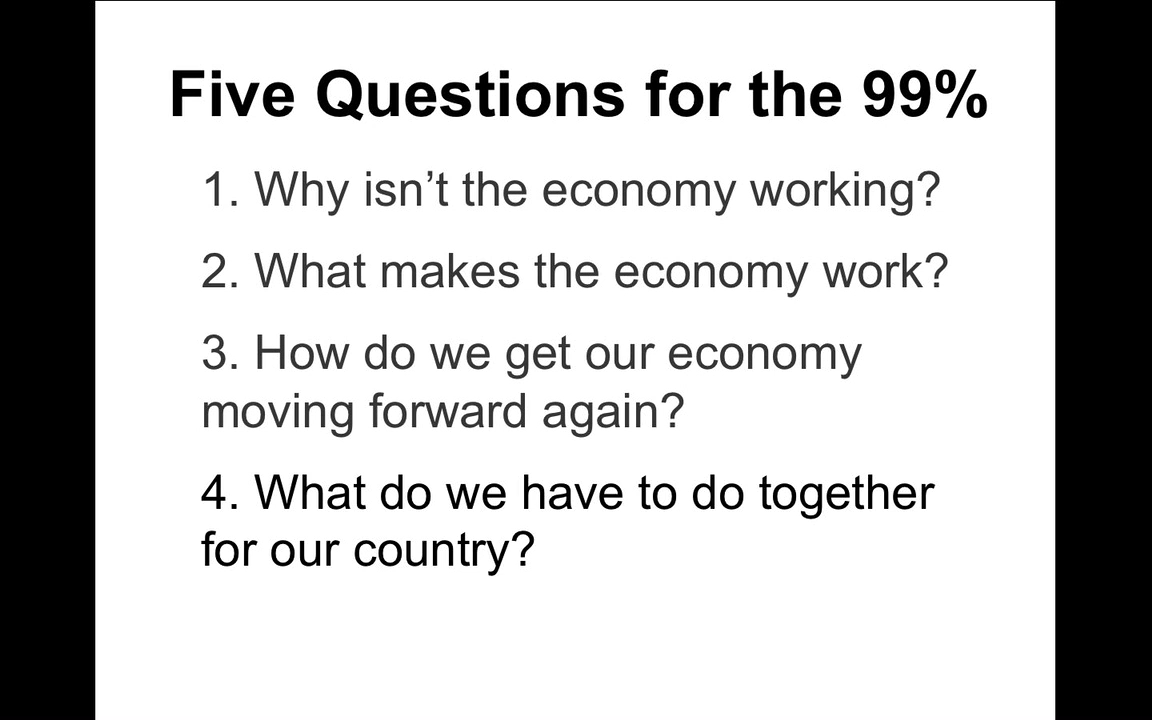 Five Questions for the 99%
1. Why isn’t the economy working?
2. What makes the economy work?
3. How do we get our economy
moving forward again?
4. What do we have to do together
for our country?